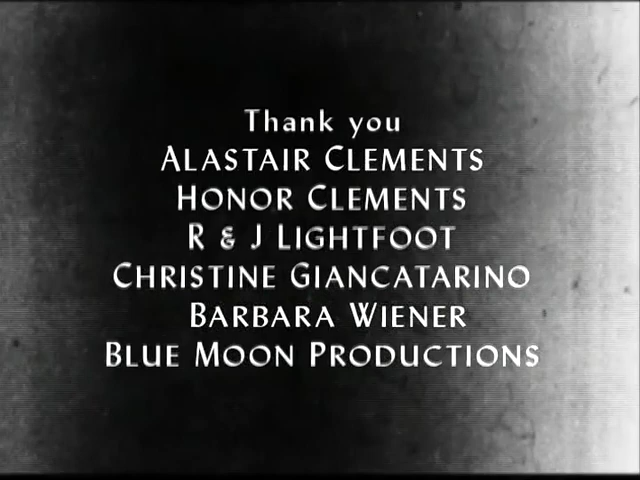 Thank you
ALASTAIR CLEMENTS
HONOR CLEMENTS
R & J LIGHTFOOT
CHRISTINE GIANCATARINO
BARBARA WIENER
BLUE MOON PRODUCTIONS